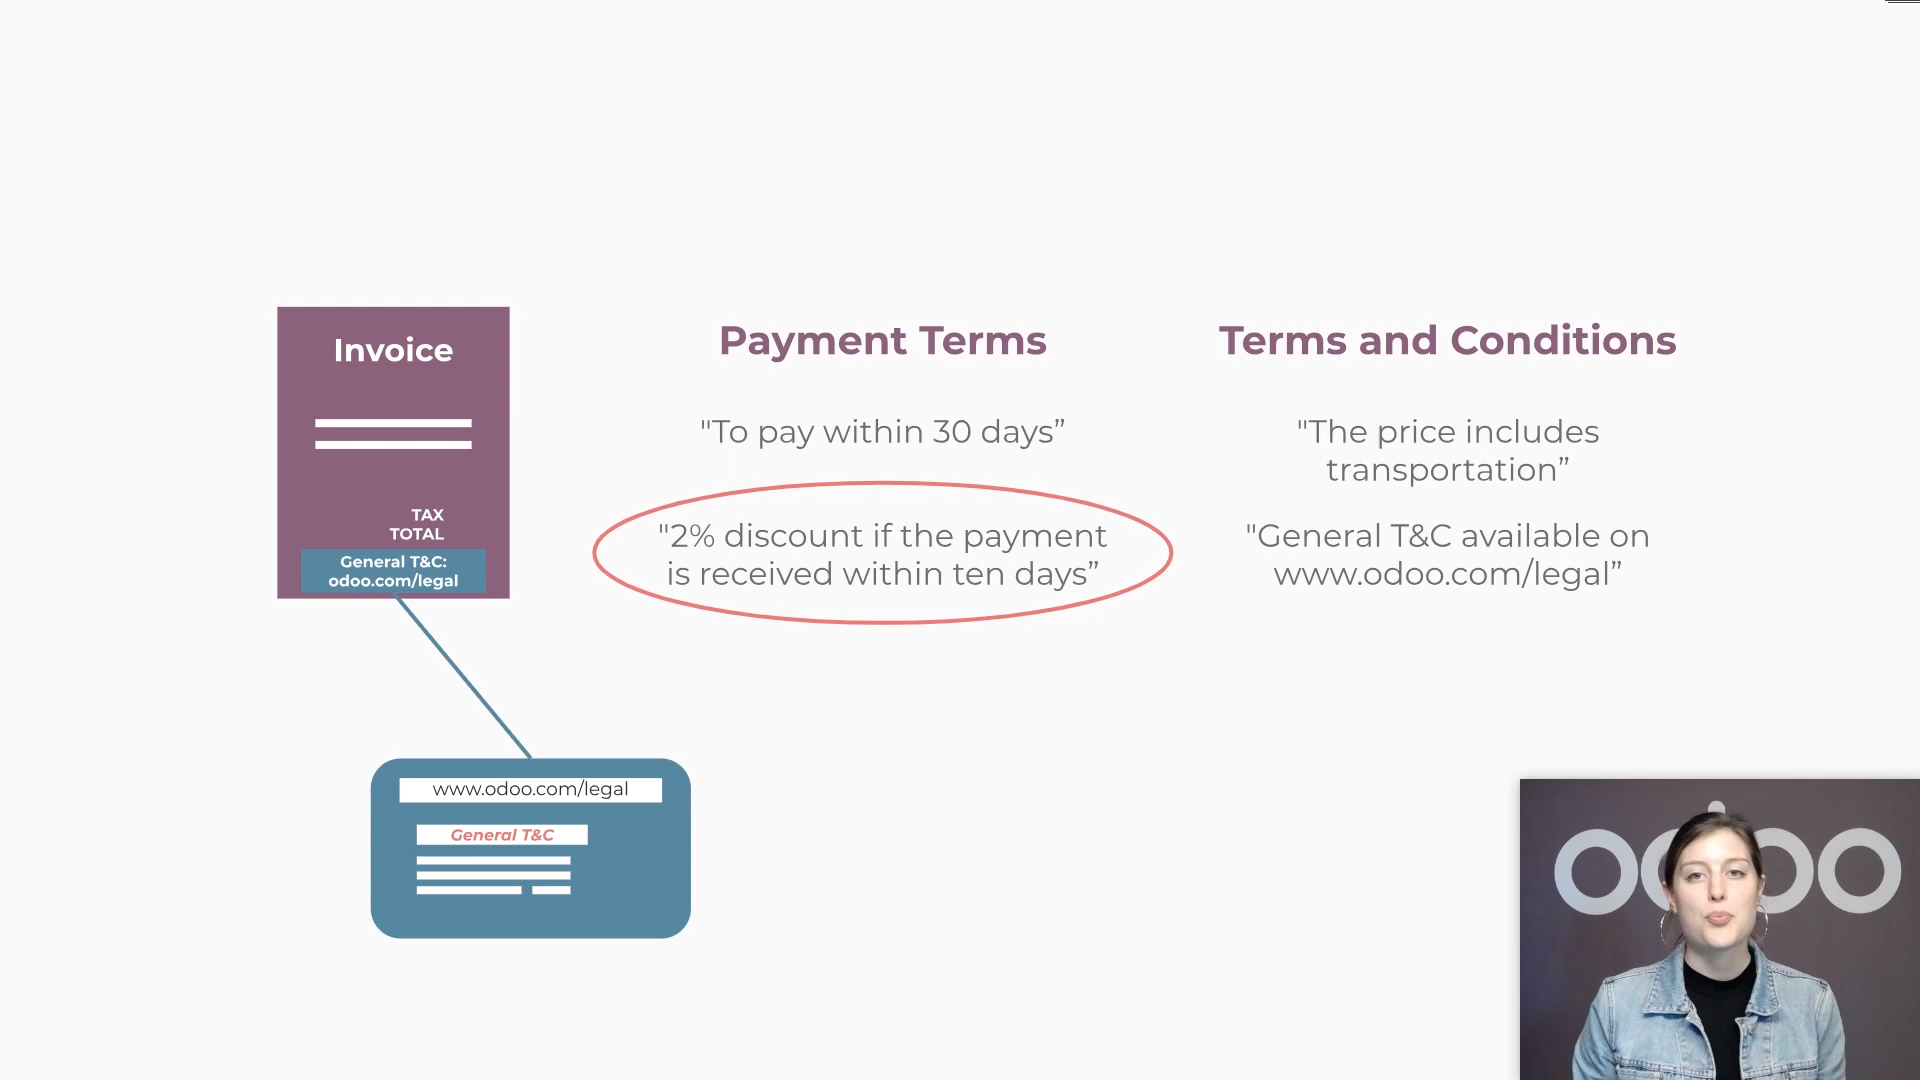 Invoice
TAX
TOTAL
General T&C:
odoo.com/legal
Payment Terms
"To pay within 30 days”
"2% discount if the payment
is received within ten days”
Terms and Conditions
"The price includes
transportation”
"General T&C available on
www.odoo.com/legal”
www.odoo.com/legal
General T&C
odoo